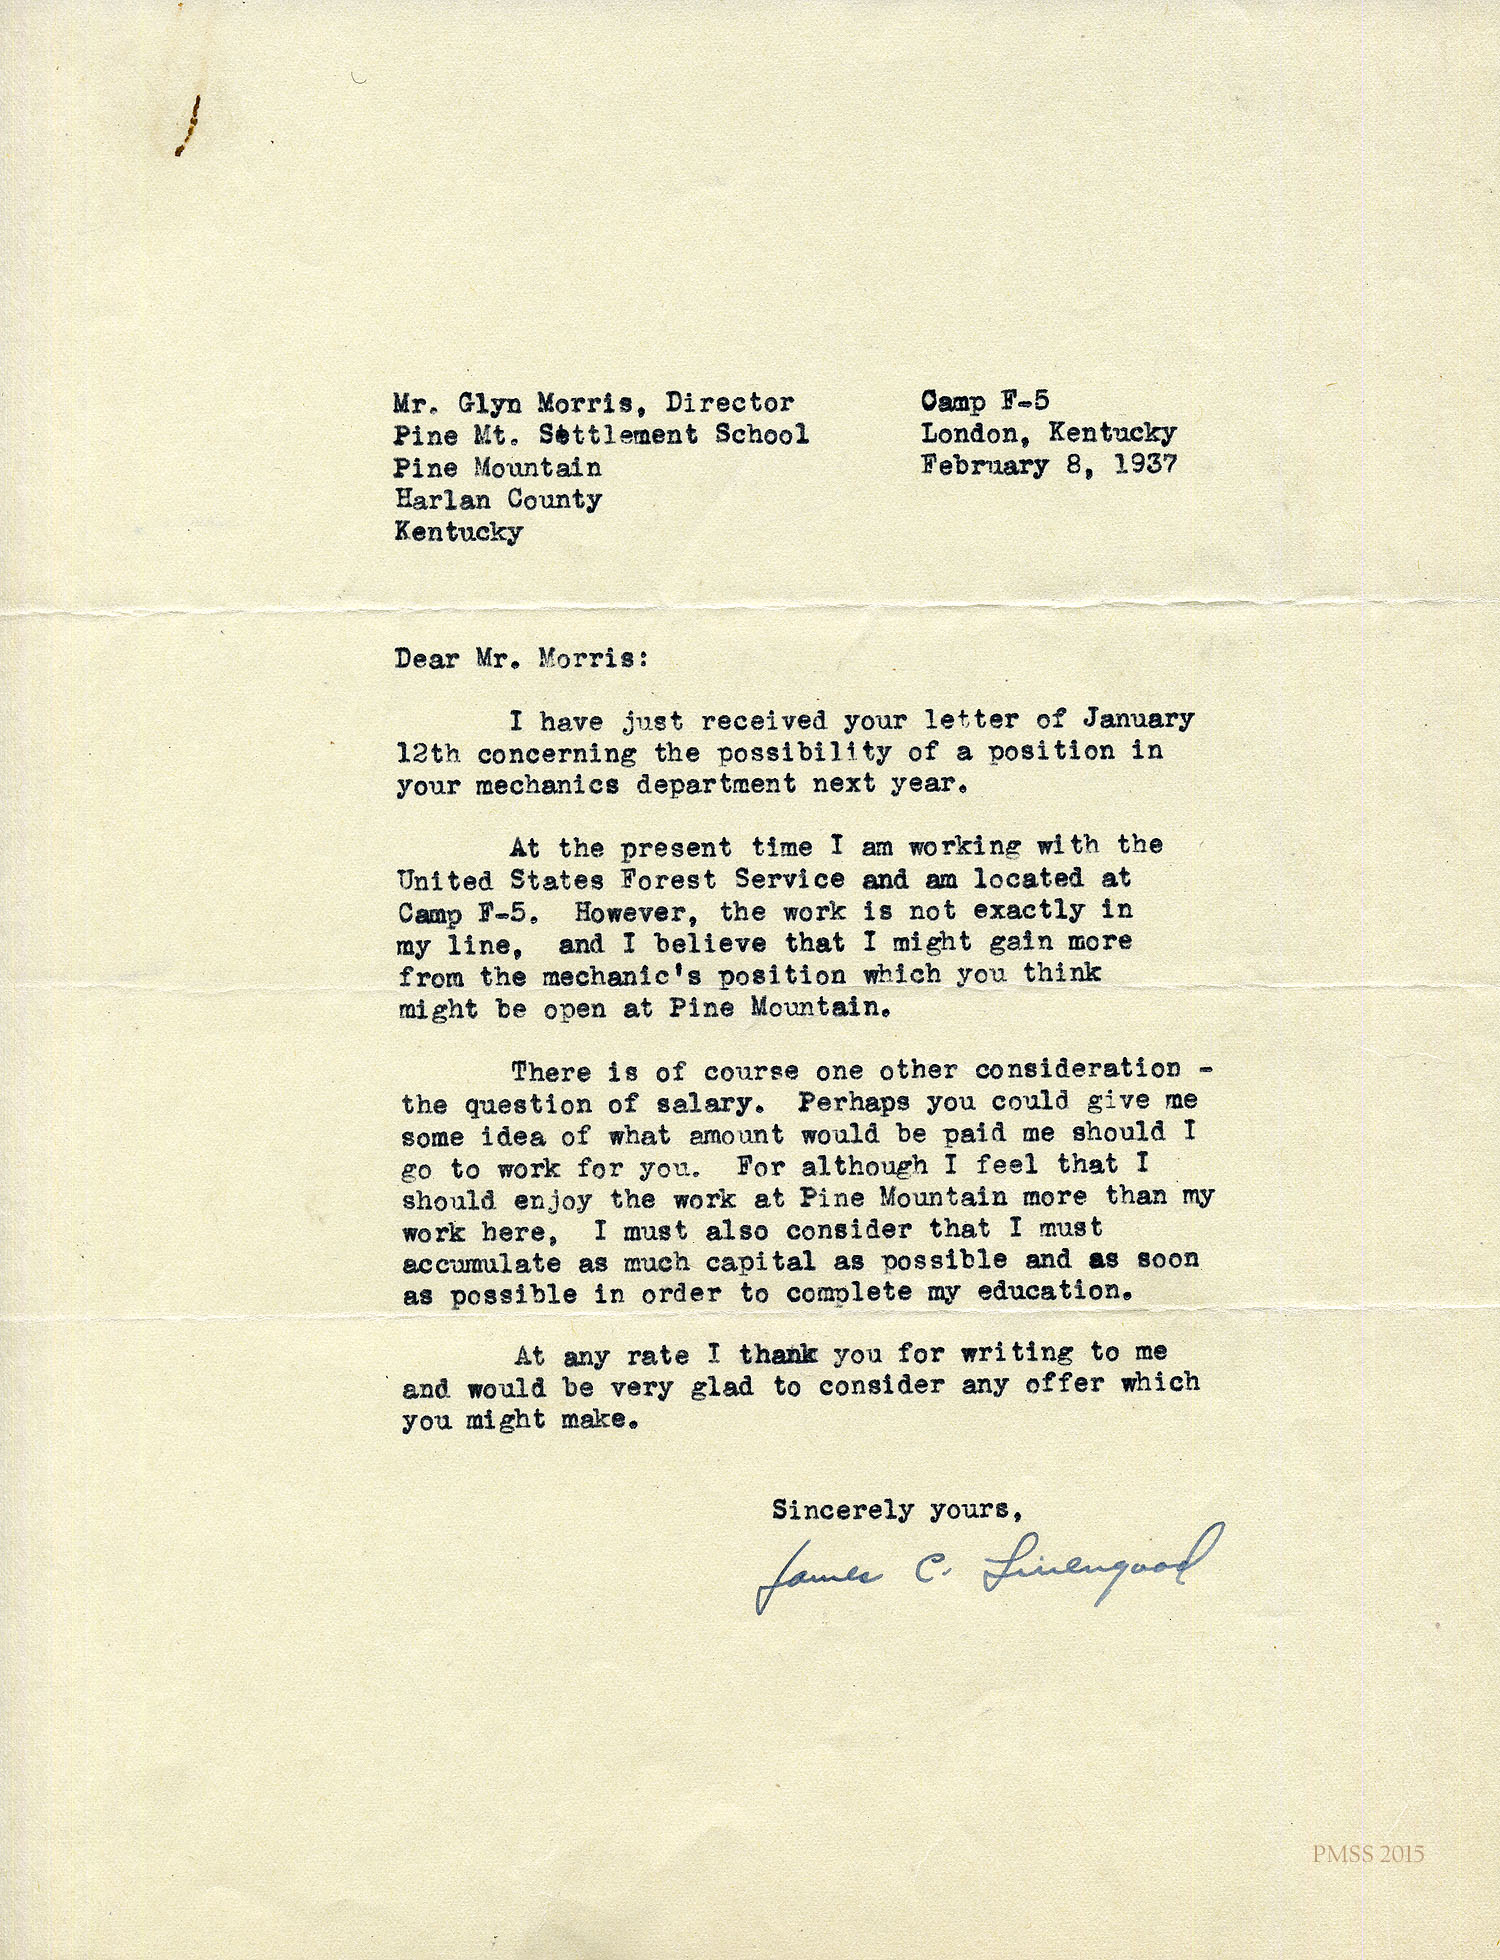 Mr. Glyn Morris, Director
Pine Mt. Settlement School
Pine Mountain
Harlan County
Kentucky
Camp F-5
London, Kentucky
February 8, 1937
Dear Mr. Morris:
I have just received your letter of January
12th concerning the possibility of a position in
your mechanics department next year.
At the present time I am working with the
United States Forest Service and am located at
Camp F-5.  However, the work is not exactly in
my line,  and I believe that I might gain more
from the mechanic's position which you think
might be open at Pine Mountain.
There is of course one other consideration -
the question of salary.  Perhaps you could give me
some idea of what amount would be paid me should I
go to work for you.  For although I feel that I
should enjoy the work at Pine Mountain more than my
work here,  I must also consider that I must
accumulate as much capital as possible and as soon
as possible in order to complete my education.
At any rate I thank you for writing to me
and would be very glad to consider any offer which
you might make.
Sincerely yours,
James C. Livengood
PMSS 2015